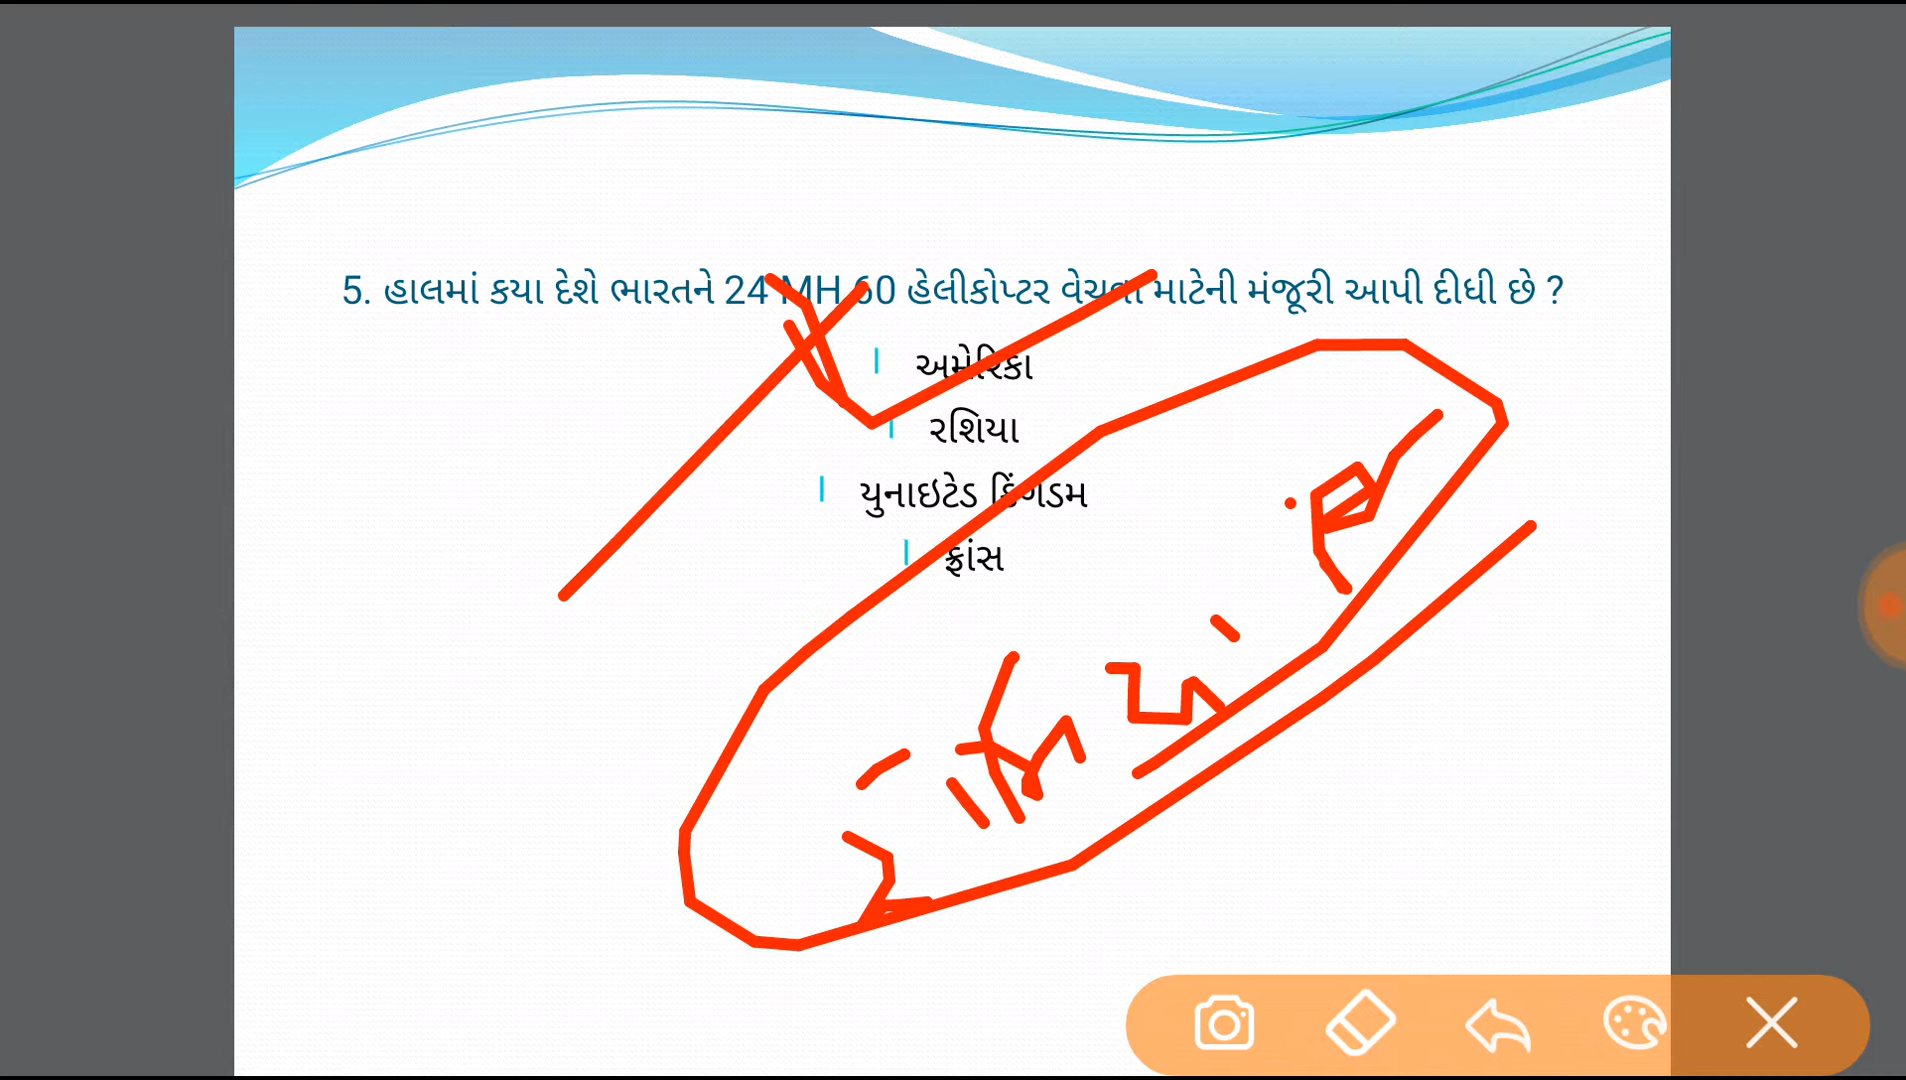 5. હાલમાં કયા દેશે ભારતને 24 MH 60 હેલીકોપ્ટર વેચવા માટેની મંજૂરી આપી દીધી છે ?
અમેરિકા
રશિયા
યુનાઇટેડ કિંગડમ
ફ્રાંસ